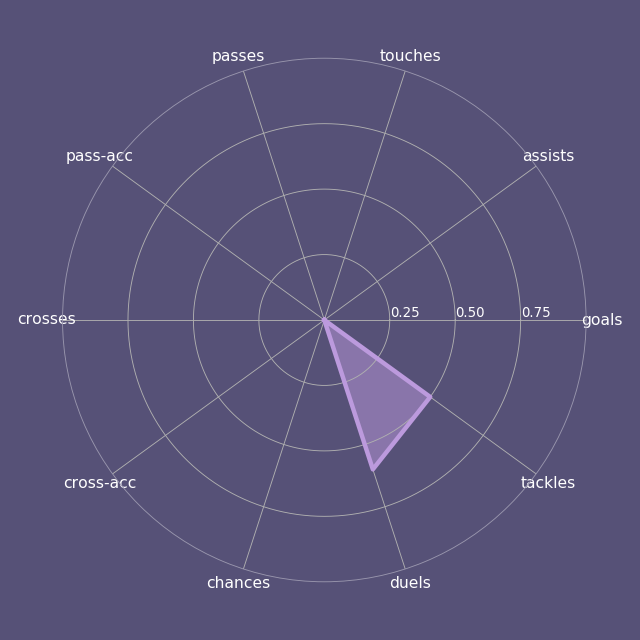 passes touches
pass-acc assists
crosses 0.25 0.50 0.75 goals
cross-acc tackles
chances duels